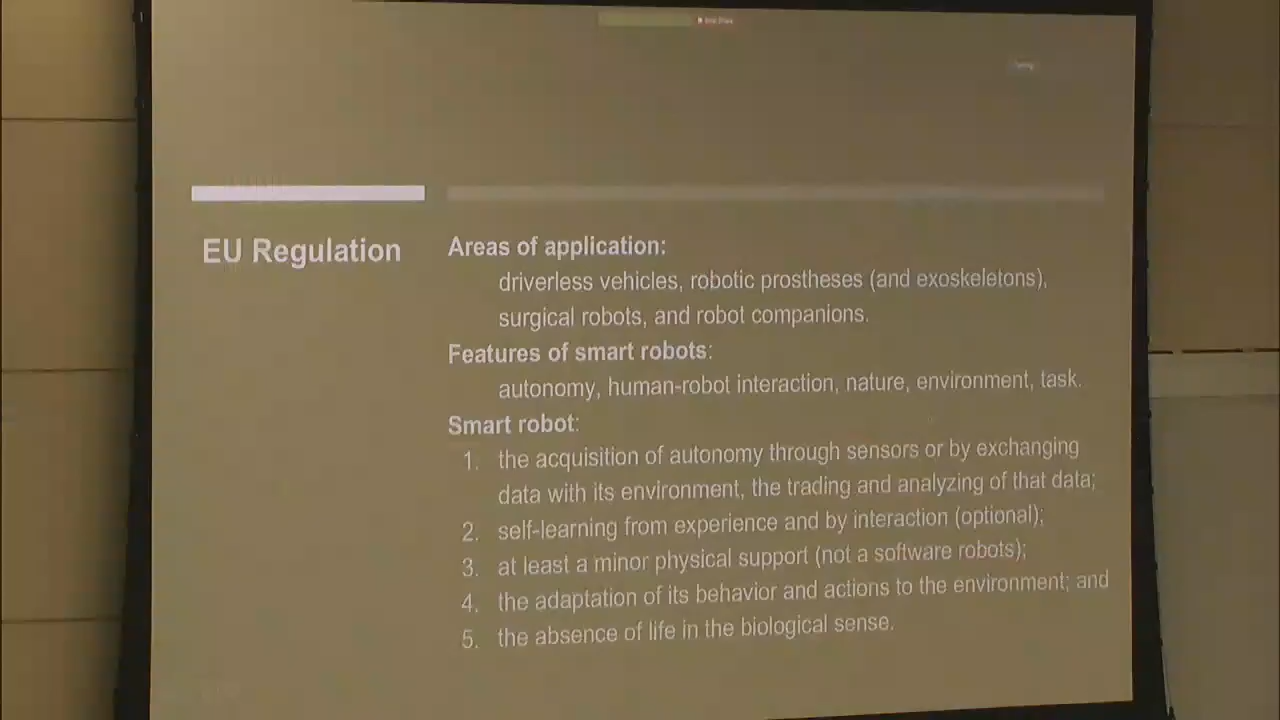 EU Regulation
Areas of application:
driverless vehicles, robotic prostheses (and exoskeletons),
surgical robots, and robot companions.
Features of smart robots:
autonomy, human-robot interaction, nature, environment, task.
Smart robot:
1. the acquisition of autonomy through sensors or by exchanging
data with its environment, the trading and analyzing of that data;
2. self-learning from experience and by interaction (optional);
3. at least a minor physical support (not a software robots);
4. the adaptation of its behavior and actions to the environment; and
5. the absence of life in the biological sense.